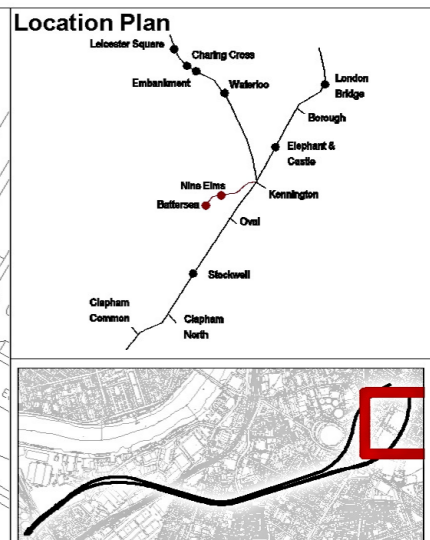 Location Plan
Leicester Square
Charing Cross
Embankment
Waterloo
London
Bridge
Borough
Elephant &
Castle
Nine Elms
Kennington
Battersea
Oval
Stockwell
Clapham
Common
Clapham
North